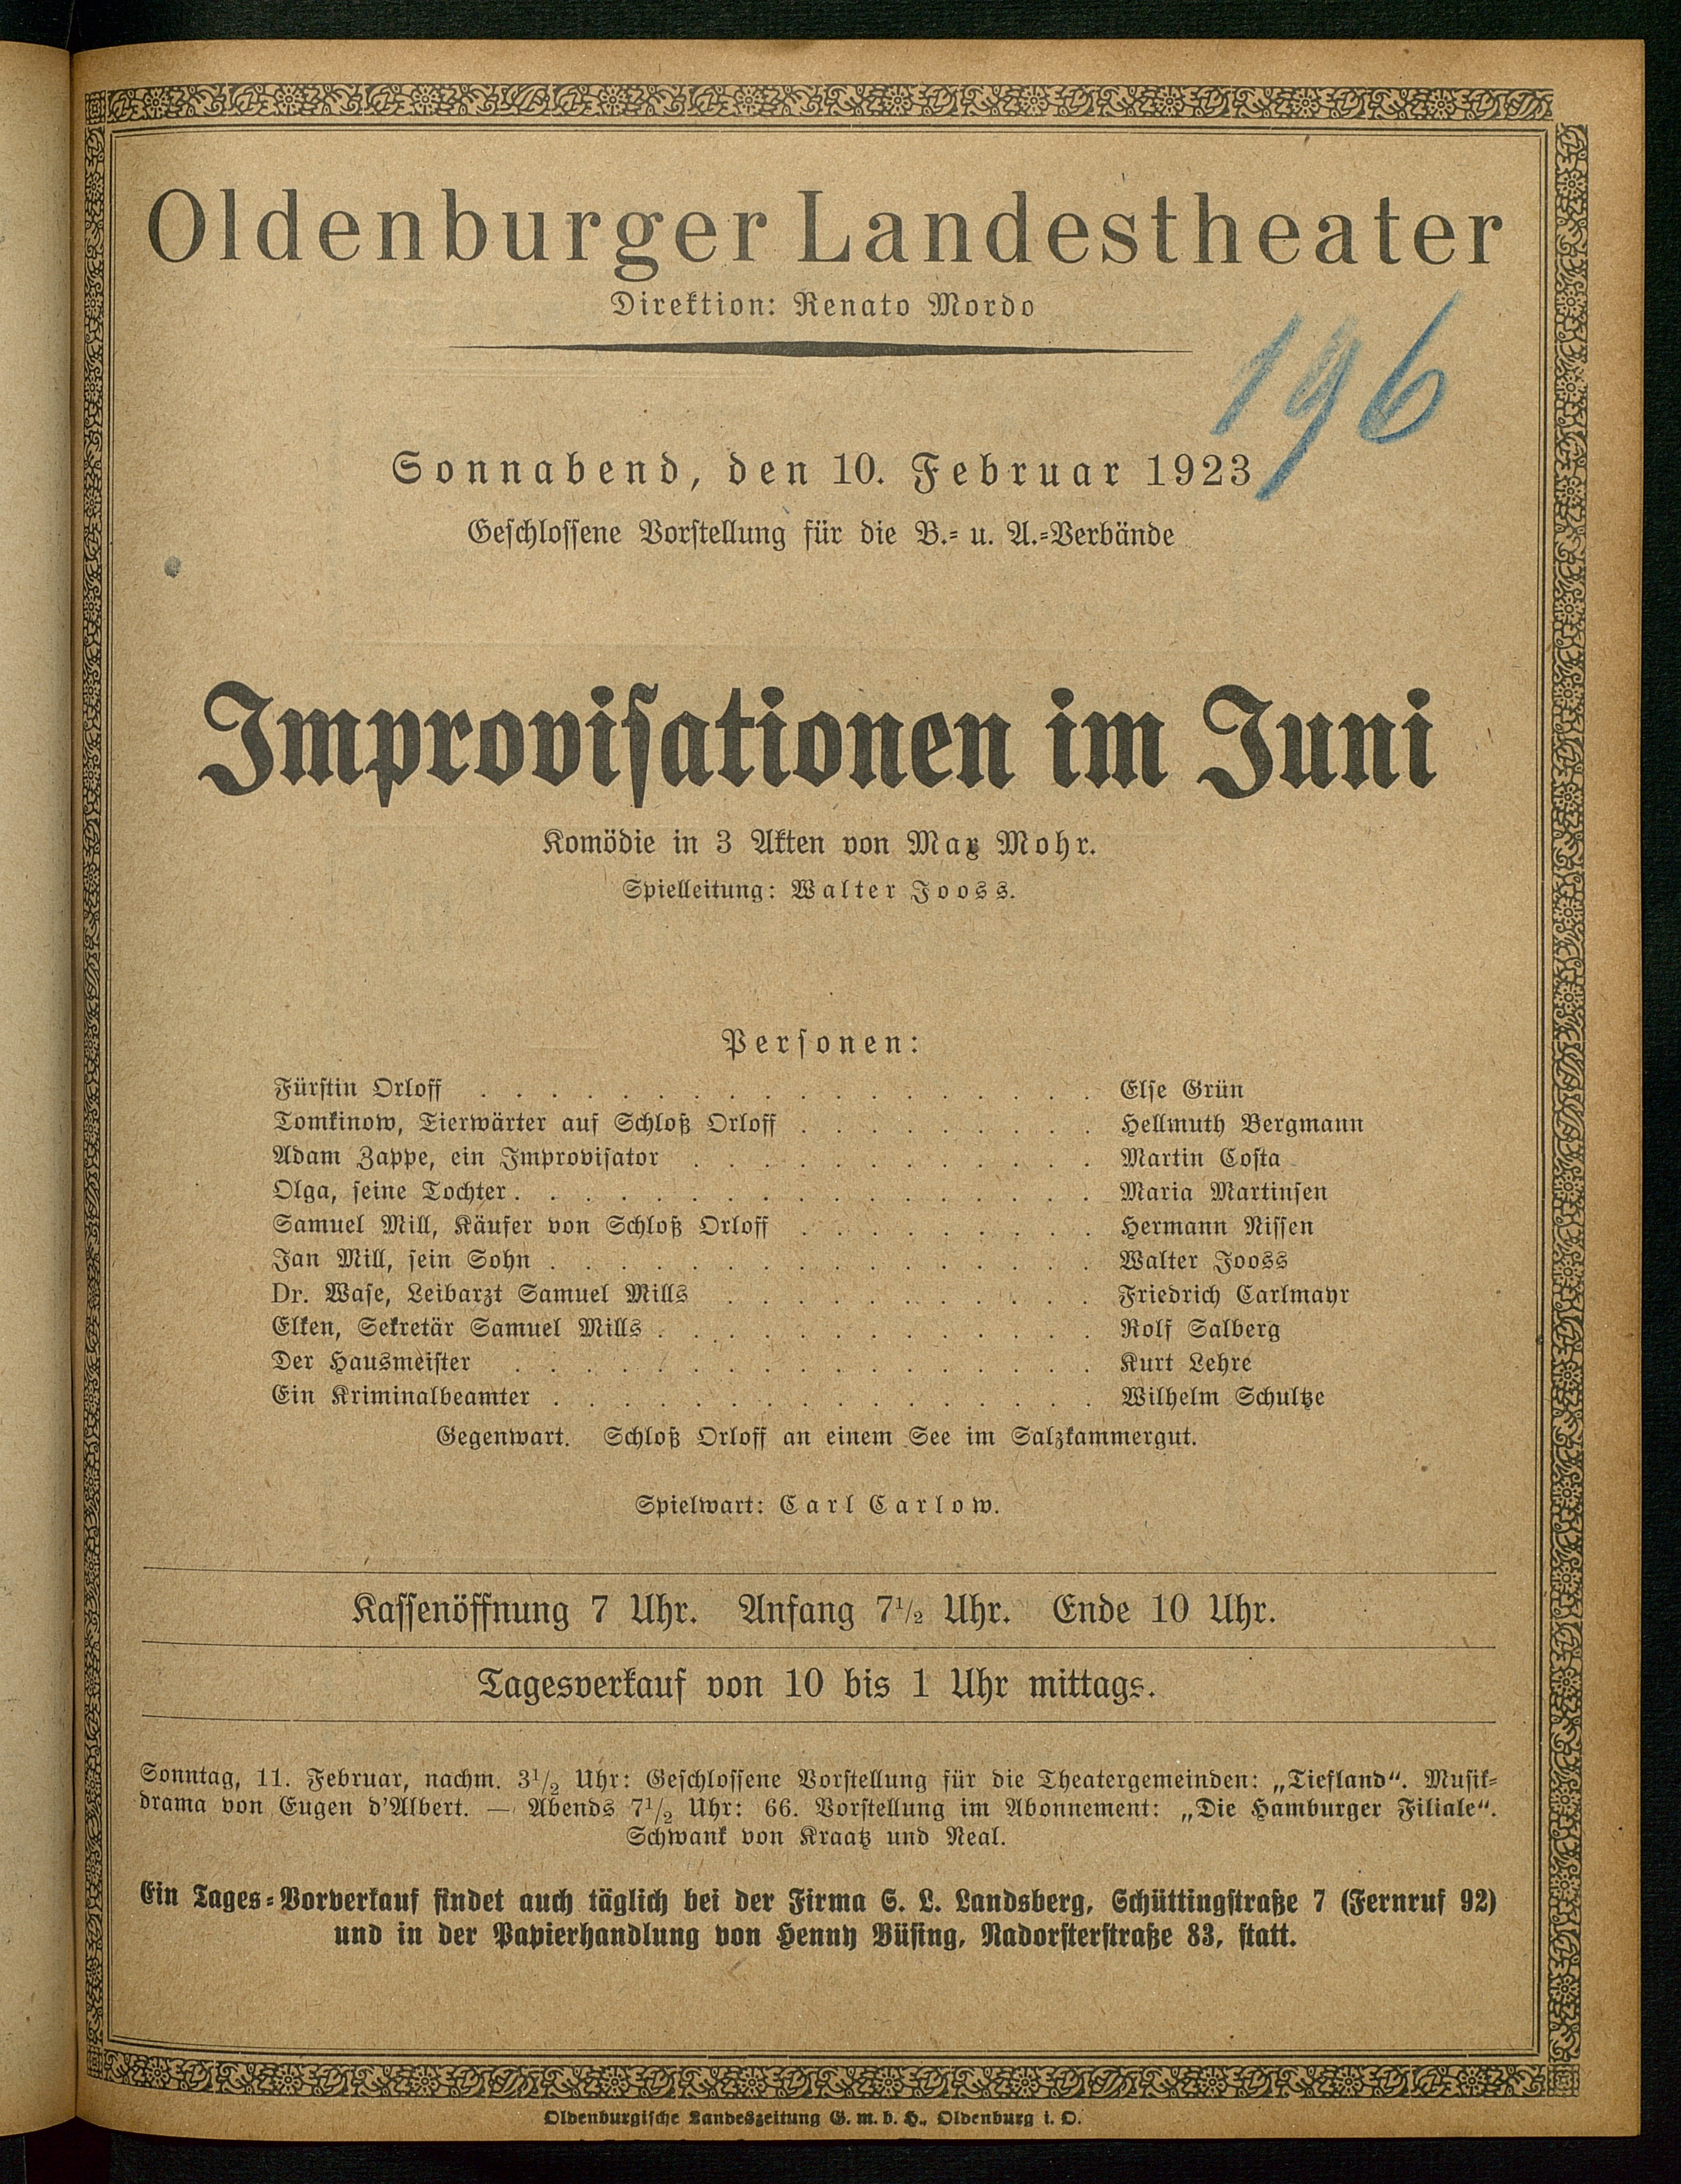 Oldenburger Landestheater
Direktion: Renato Mordo
196
Sonnabend, den 10. Februar 1923
Geschlossene Vorstellung für die B.- u. A.-Verbände
Improvisationen im Juni
Komödie in 3 Akten von Max Mohr.
Spielleitung: Walter Jooss.
Personen:
Fürstin Orloff . . . . . . . . . . . . . . . . . . Else Grün
Tomkinow, Tierwärter auf Schloß Orloff . . . . . . . . . Hellmuth Bergmann
Adam Zappe, ein Improvisator . . . . . . . . . . . . Martin Costa
Olga, seine Tochter . . . . . . . . . . . . . . . . . Maria Martinsen
Samuel Mill, Käufer von Schloß Orloff . . . . . . . . . Hermann Nissen
Jan Mill, sein Sohn . . . . . . . . . . . . . . . . Walter Jooss
Dr. Wase, Leibarzt Samuel Mills . . . . . . . . . . . Friedrich Carlmayr
Elken, Sekretär Samuel Mills . . . . . . . . . . . . . Rolf Salberg
Der Hausmeister . . . . . . . . . . . . . . . . . Kurt Lehre
Ein Kriminalbeamter . . . . . . . . . . . . . . . . Wilhelm Schultze
Gegenwart. Schloß Orloff an einem See im Salzkammergut.
Spielwart: Carl Carlow.
Kassenöffnung 7 Uhr. Anfang 7½ Uhr. Ende 10 Uhr.
Tagesverkauf von 10 bis 1 Uhr mittags.
Sonntag, 11. Februar, nachm. 3½ Uhr: Geschlossene Vorstellung für die Theatergemeinden: „Tiefland“. Musik-
drama von Eugen d'Albert. — Abends 7½ Uhr: 66. Vorstellung im Abonnement: „Die Hamburger Filiale“.
Schwank von Kraatz und Neal.
Ein Tages-Vorverkauf findet auch täglich bei der Firma S. L. Landsberg, Schüttingstraße 7 (Fernruf 92)
und in der Papierhandlung von Henny Büsing, Nadorsterstraße 83, statt.
Oldenburgische Landeszeitung G. m. b. H., Oldenburg i. O.